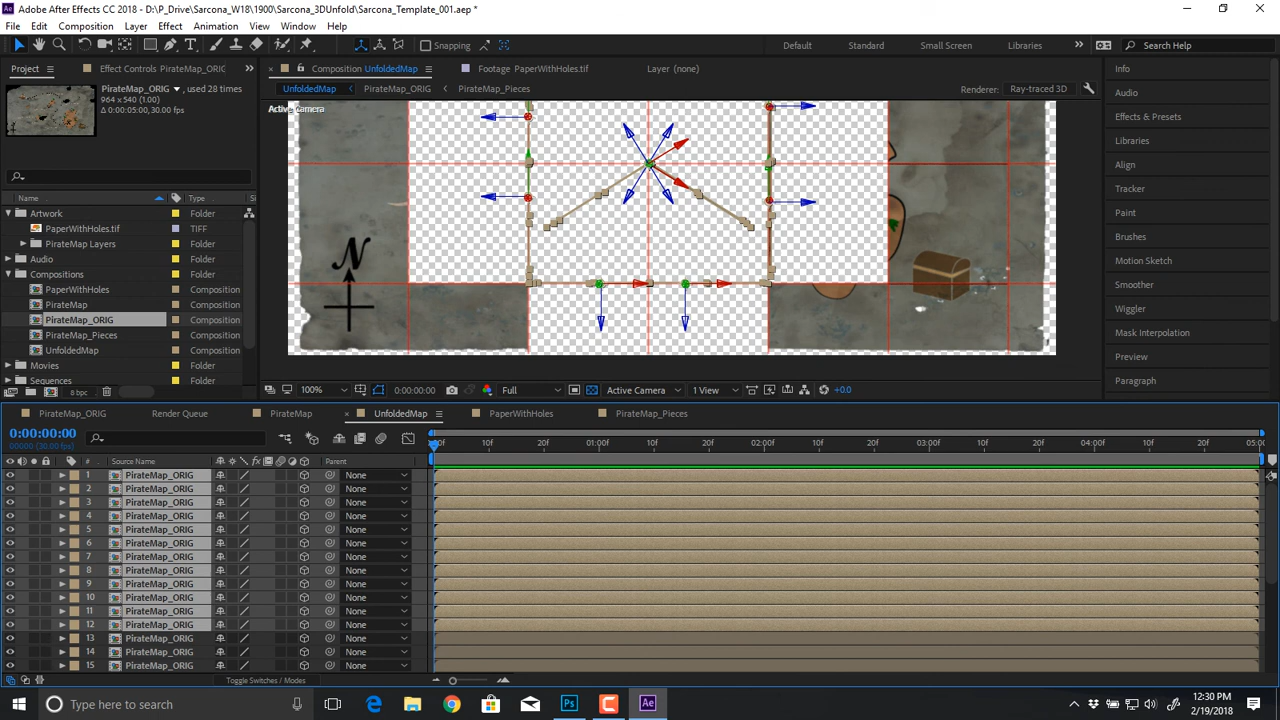 Adobe After Effects CC 2018 - D:\P_Drive\Sarcona_W18\1900\Sarcona_3DUnfold\Sarcona_Template_001.aep *
File Edit Composition Layer Effect Animation View Window Help
Snapping
Default Standard Small Screen Libraries
Search Help
Project
Effect Controls PirateMap_ORIG
Composition UnfoldedMap
Footage PaperWithHoles.tif
Layer (none)
PirateMap_ORIG , used 28 times
964 x 540 (1.00)
Δ 0:00:05:00, 30.00 fps
UnfoldedMap PirateMap_ORIG PirateMap_Pieces
Renderer: Ray-traced 3D
Active Camera
N
Name Type Si
Artwork Folder
PaperWithHoles.tif TIFF
PirateMap Layers Folder
Audio Folder
Compositions Folder
PaperWithHoles Composition
PirateMap Composition
PirateMap_ORIG Composition
PirateMap_Pieces Composition
UnfoldedMap Composition
Movies Folder
Sequences Folder
8 bpc
100% 0:00:00:00 Full Active Camera 1 View +0.0
Info
Audio
Effects & Presets
Libraries
Align
Tracker
Paint
Brushes
Motion Sketch
Smoother
Wiggler
Mask Interpolation
Preview
Paragraph
PirateMap_ORIG Render Queue PirateMap UnfoldedMap PaperWithHoles PirateMap_Pieces
0:00:00:00
00000 (30.00 fps)
10f 20f 01:00f 10f 20f 02:00f 10f 20f 03:00f 10f 20f 04:00f 10f 20f 05:00
# Source Name Parent
1 PirateMap_ORIG None
2 PirateMap_ORIG None
3 PirateMap_ORIG None
4 PirateMap_ORIG None
5 PirateMap_ORIG None
6 PirateMap_ORIG None
7 PirateMap_ORIG None
8 PirateMap_ORIG None
9 PirateMap_ORIG None
10 PirateMap_ORIG None
11 PirateMap_ORIG None
12 PirateMap_ORIG None
13 PirateMap_ORIG None
14 PirateMap_ORIG None
15 PirateMap_ORIG None
Toggle Switches / Modes
Type here to search
12:30 PM
2/19/2018